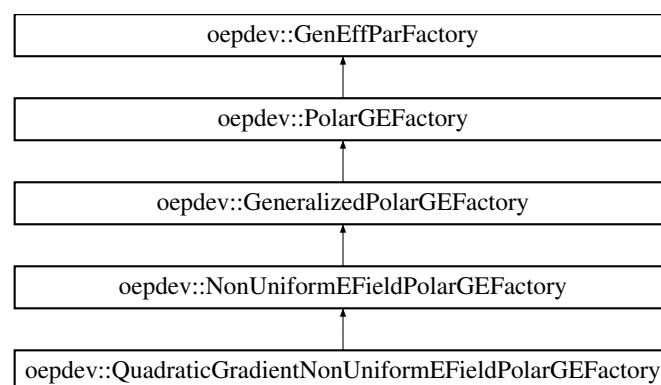 oepdev::GenEffParFactory
oepdev::PolarGEFactory
oepdev::GeneralizedPolarGEFactory
oepdev::NonUniformEFieldPolarGEFactory
oepdev::QuadraticGradientNonUniformEFieldPolarGEFactory